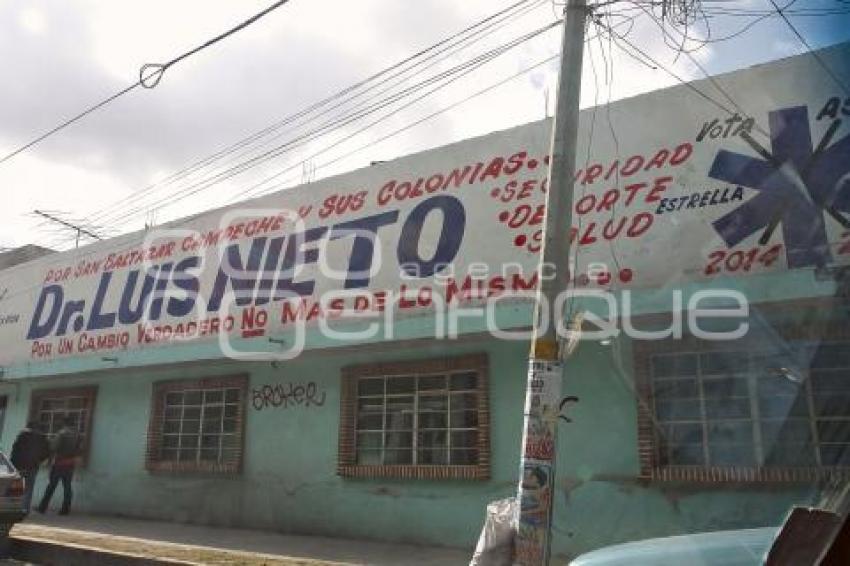 POR SAN BALTAZAR CAMPECHE Y SUS COLONIAS
Dr. LUIS NIETO
POR UN CAMBIO VERDADERO NO MAS DE LO MISMO
• SEGURIDAD
• DEPORTE
• SALUD
VOTA AS
ESTRELLA
2014
BROKER
agencia
enfoque